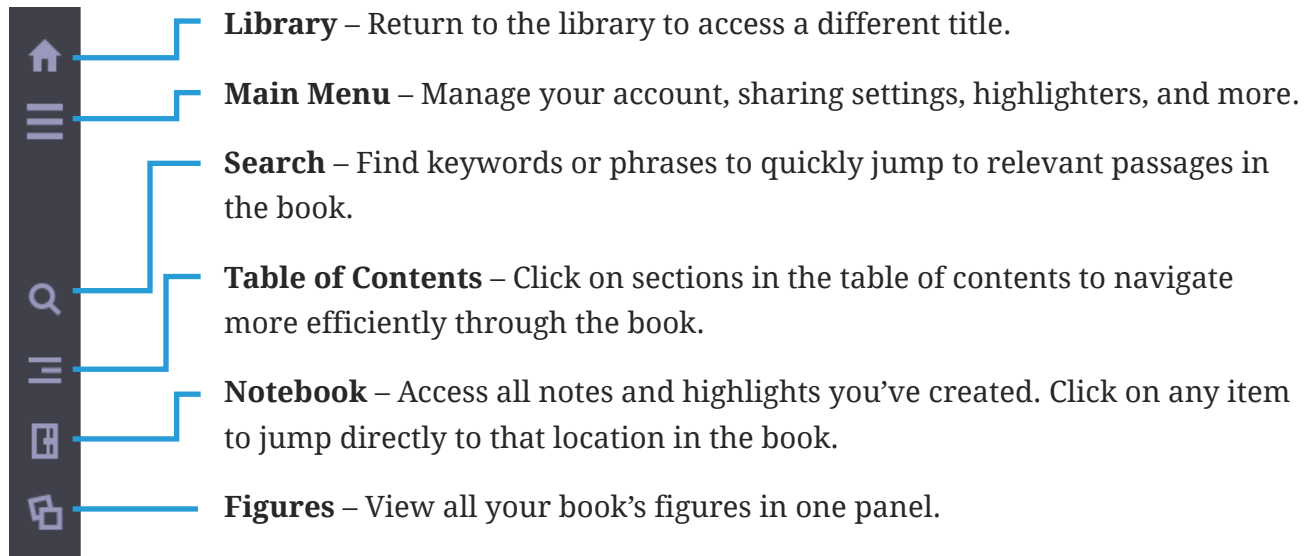 Library – Return to the library to access a different title.
Main Menu – Manage your account, sharing settings, highlighters, and more.
Search – Find keywords or phrases to quickly jump to relevant passages in
the book.
Table of Contents – Click on sections in the table of contents to navigate
more efficiently through the book.
Notebook – Access all notes and highlights you’ve created. Click on any item
to jump directly to that location in the book.
Figures – View all your book’s figures in one panel.